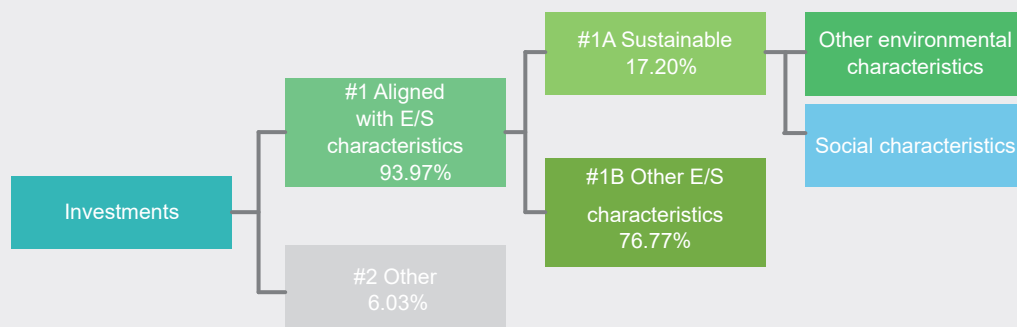 Investments
#1 Aligned
with E/S
characteristics
93.97%
#2 Other
6.03%
#1A Sustainable
17.20%
#1B Other E/S
characteristics
76.77%
Other environmental
characteristics
Social characteristics